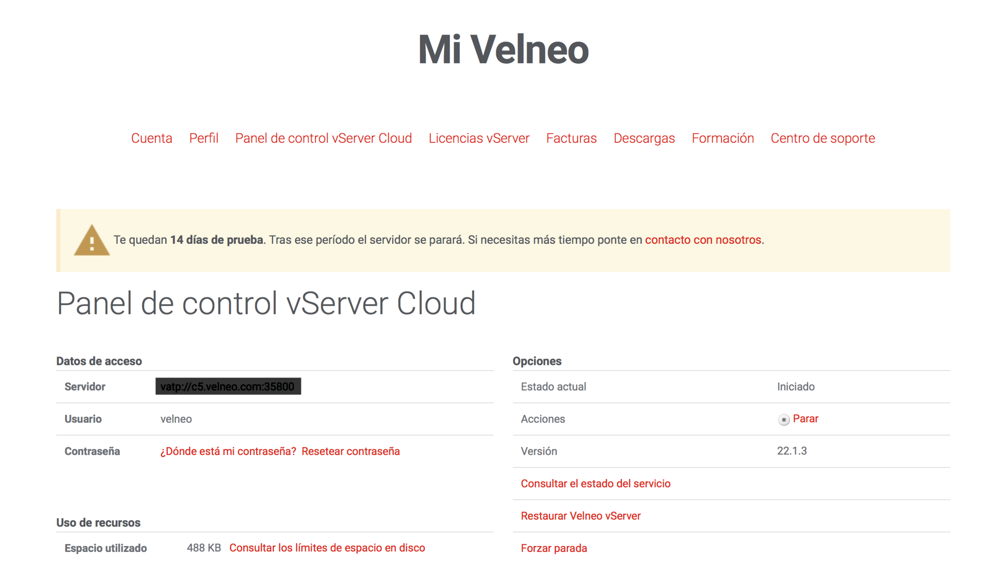 Mi Velneo
Cuenta Perfil Panel de control vServer Cloud Licencias vServer Facturas Descargas Formación Centro de soporte
Te quedan 14 días de prueba. Tras ese período el servidor se parará. Si necesitas más tiempo ponte en contacto con nosotros.
Panel de control vServer Cloud
Datos de acceso
Servidor vatp://c5.velneo.com:35800
Usuario velneo
Contraseña ¿Dónde está mi contraseña? Resetear contraseña
Uso de recursos
Espacio utilizado 488 KB Consultar los límites de espacio en disco
Opciones
Estado actual Iniciado
Acciones Parar
Versión 22.1.3
Consultar el estado del servicio
Restaurar Velneo vServer
Forzar parada